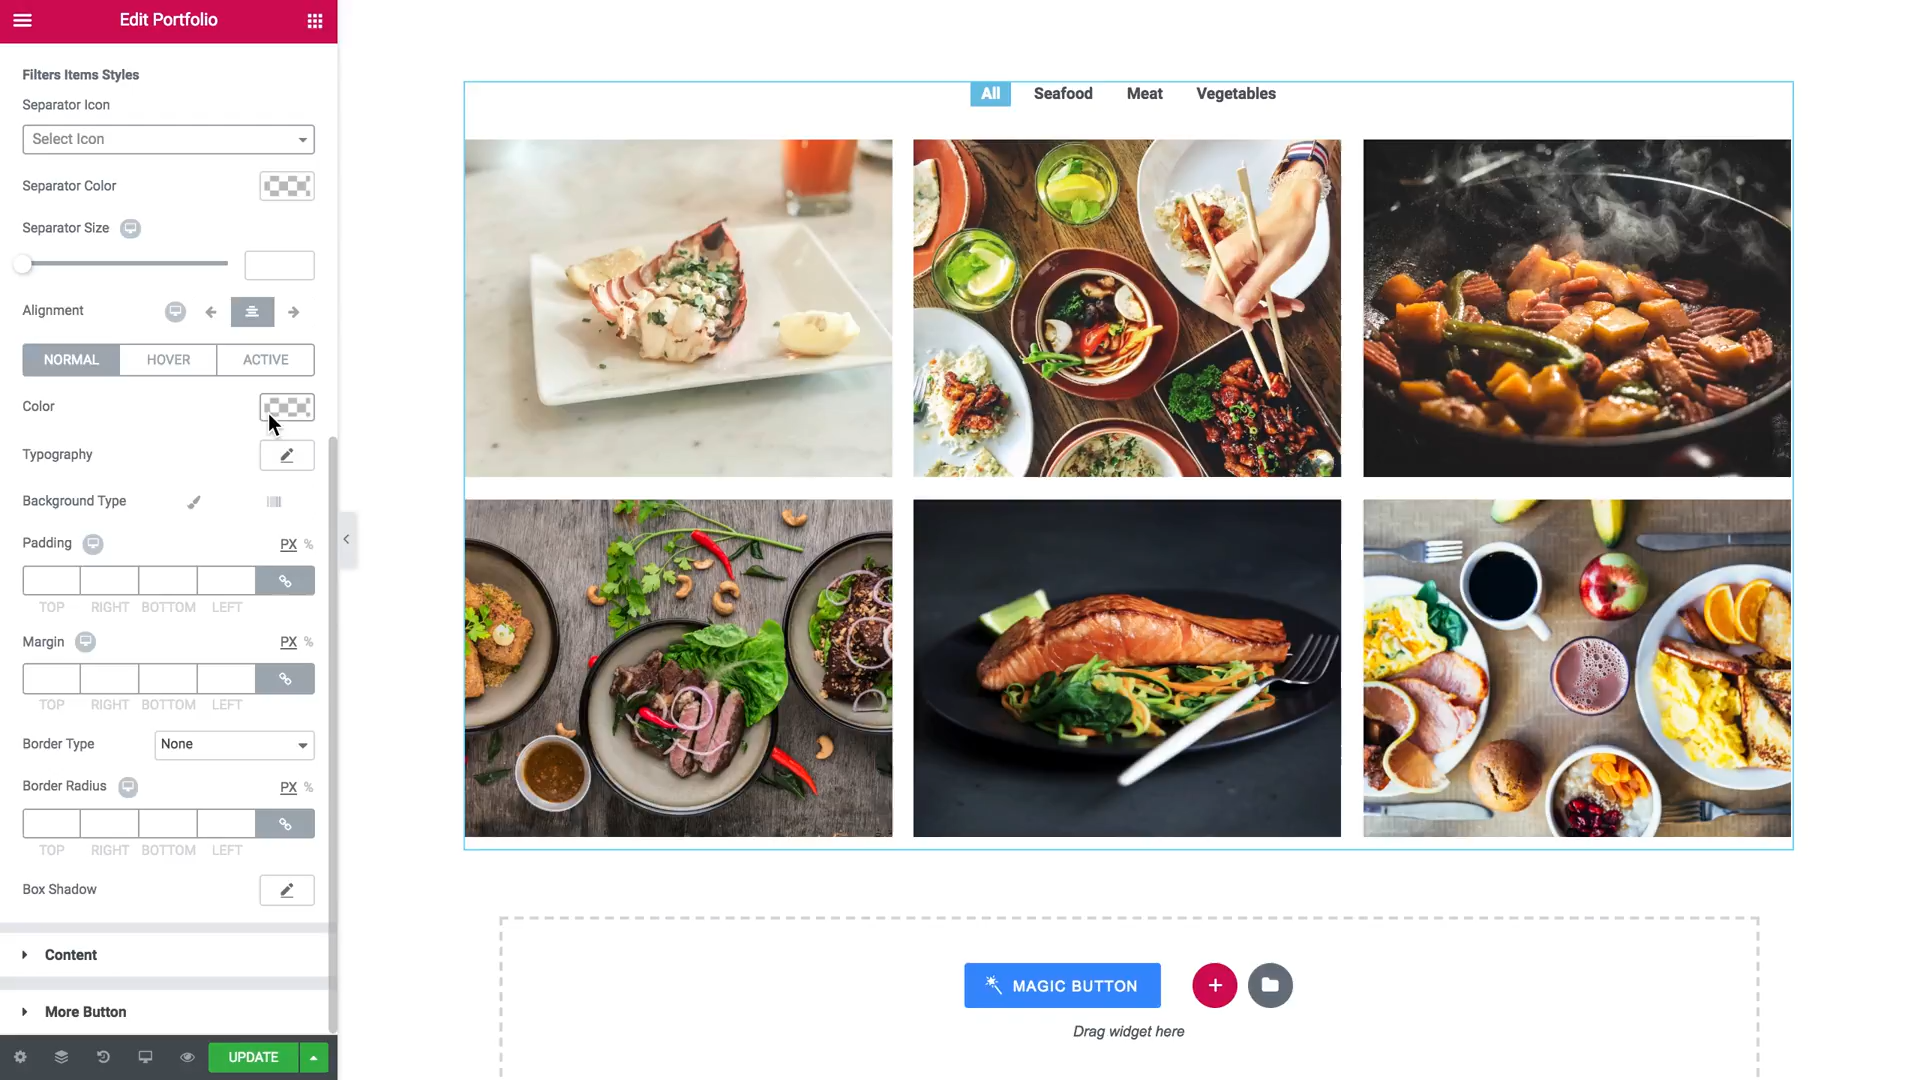 Edit Portfolio
Filters Items Styles
Separator Icon
Select Icon
Separator Color
Separator Size
Alignment
NORMAL HOVER ACTIVE
Color
Typography
Background Type
Padding PX %
TOP RIGHT BOTTOM LEFT
Margin PX %
TOP RIGHT BOTTOM LEFT
Border Type None
Border Radius PX %
TOP RIGHT BOTTOM LEFT
Box Shadow
Content
More Button
UPDATE
All Seafood Meat Vegetables
MAGIC BUTTON
Drag widget here